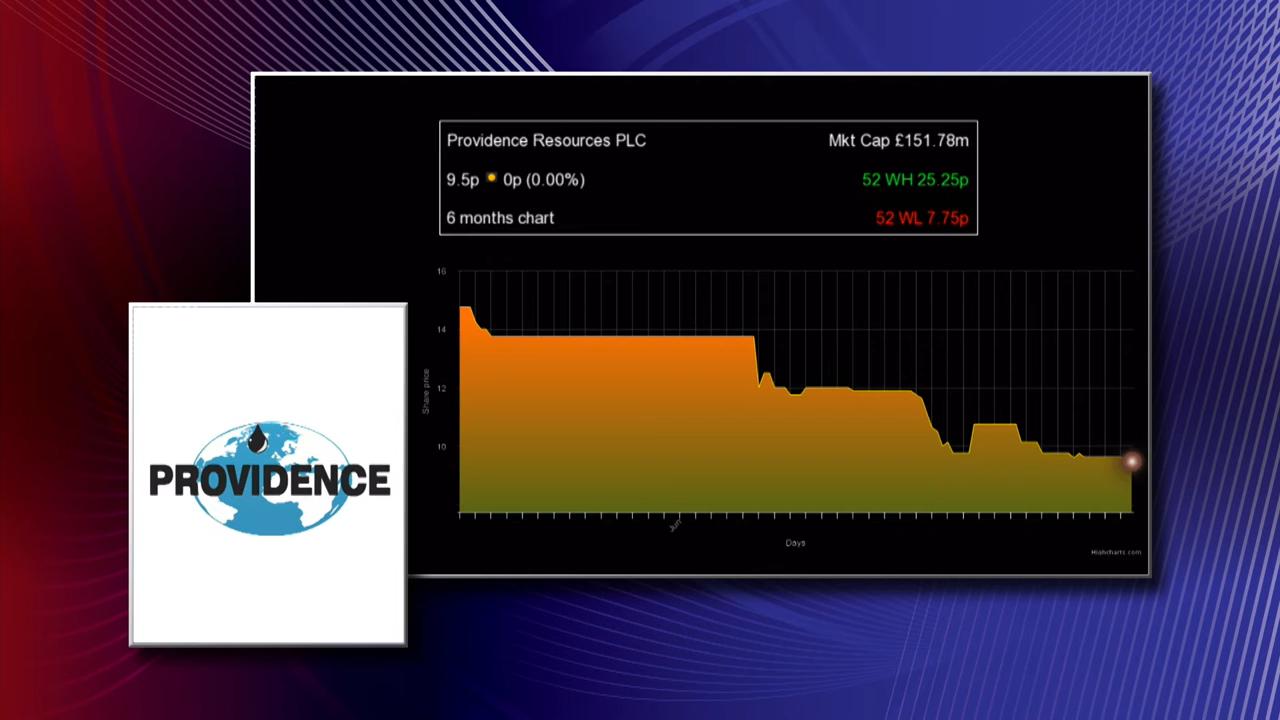 Providence Resources PLC
Mkt Cap £151.78m
9.5p 0p (0.00%)
52 WH 25.25p
6 months chart
52 WL 7.75p
16
14
12
10
Share price
Jun
Days
Highcharts.com
PROVIDENCE